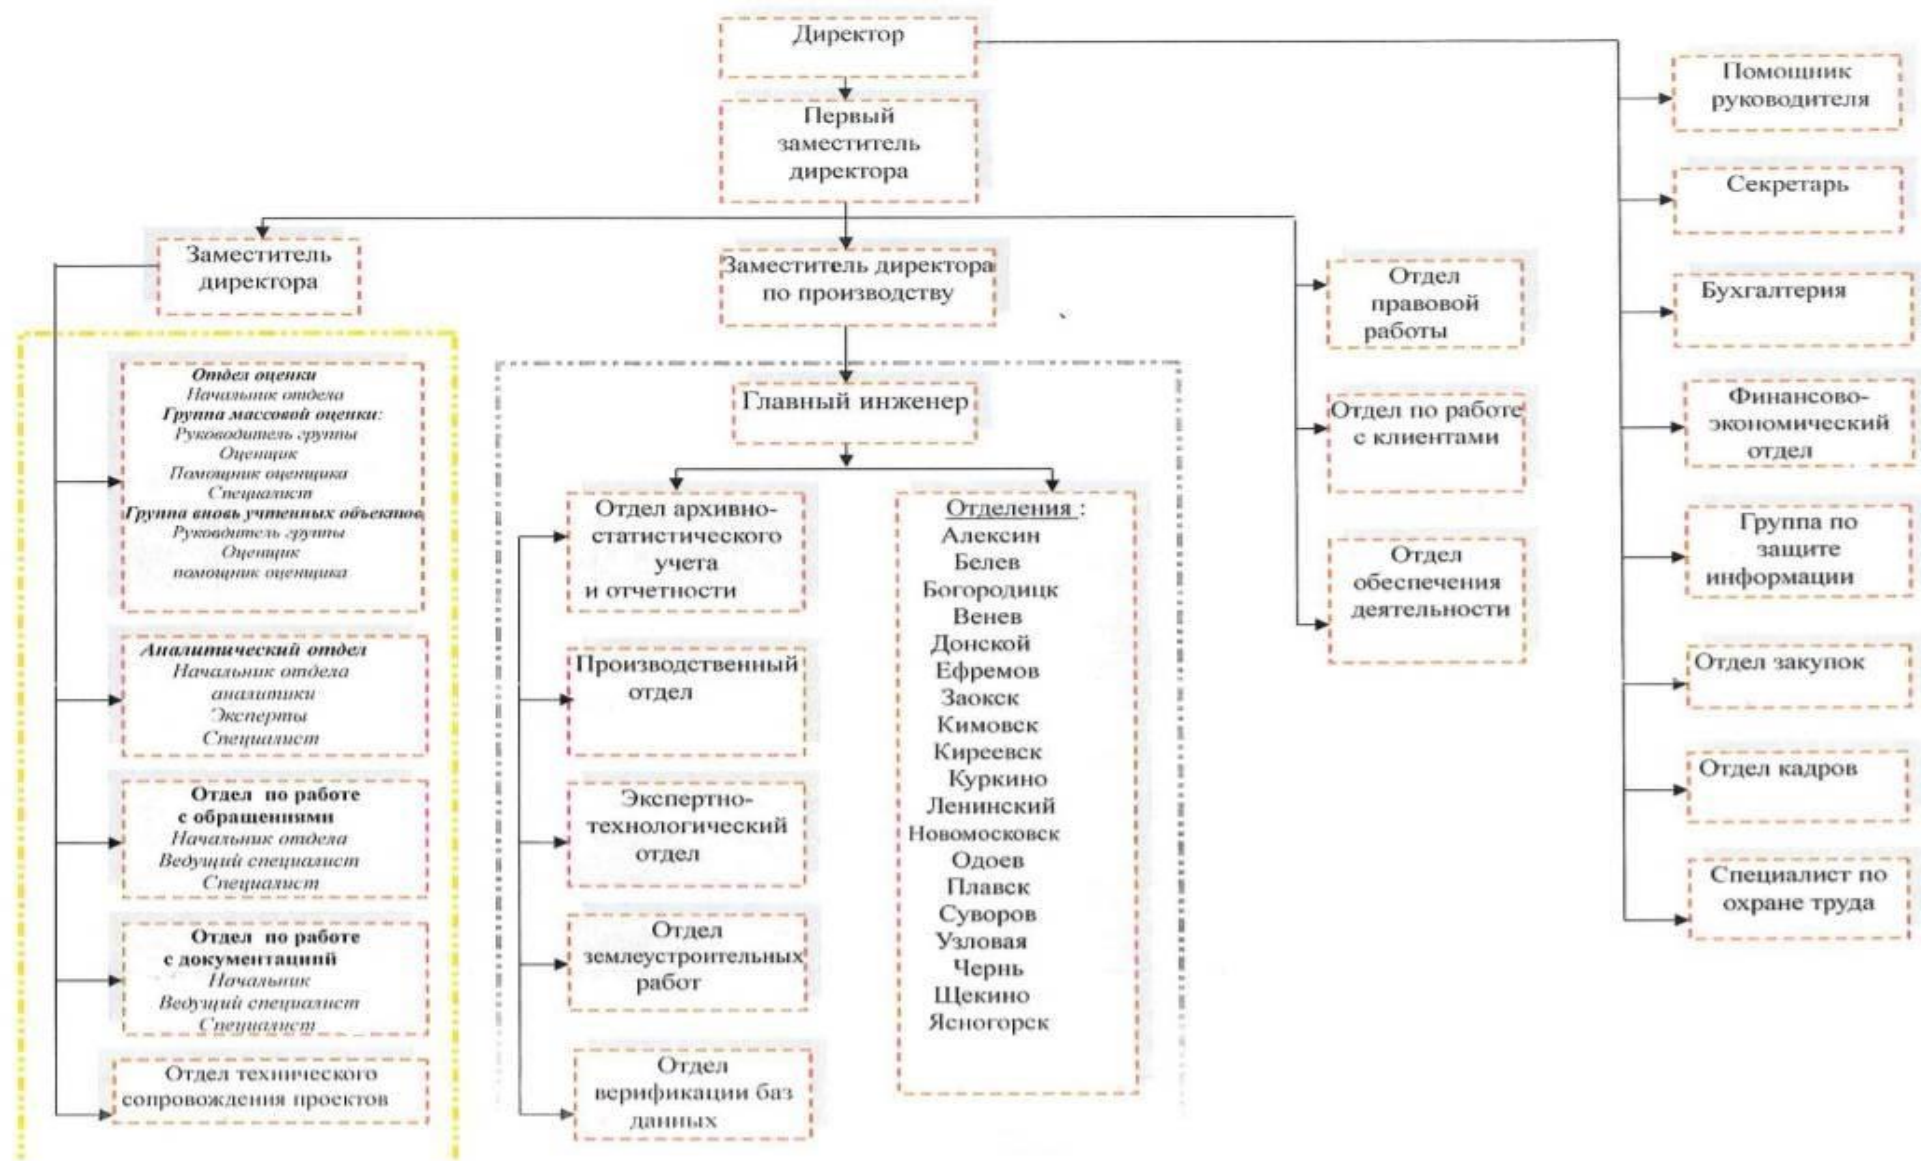 Директор
Первый
заместитель
директора
Заместитель
директора
Заместитель директора
по производству
Отдел
правовой
работы
Отдел по работе
с клиентами
Отдел
обеспечения
деятельности
Помощник
руководителя
Секретарь
Бухгалтерия
Финансово-
экономический
отдел
Группа по
защите
информации
Отдел закупок
Отдел кадров
Специалист по
охране труда
Отдел оценки
Начальник отдела
Группа массовой оценки:
Руководитель группы
Оценщик
Помощник оценщика
Специалист
Группа вновь учтенных объектов
Руководитель группы
Оценщик
помощник оценщика
Аналитический отдел
Начальник отдела
аналитики
Эксперты
Специалист
Отдел по работе
с обращениями
Начальник отдела
Ведущий специалист
Специалист
Отдел по работе
с документацией
Начальник
Ведущий специалист
Специалист
Отдел технического
сопровождения проектов
Главный инженер
Отдел архивно-
статистического
учета
и отчетности
Производственный
отдел
Экспертно-
технологический
отдел
Отдел
землеустроительных
работ
Отдел
верификации баз
данных
Отделения :
Алексин
Белев
Богородицк
Венев
Донской
Ефремов
Заокск
Кимовск
Киреевск
Куркино
Ленинский
Новомосковск
Одоев
Плавск
Суворов
Узловая
Чернь
Щекино
Ясногорск